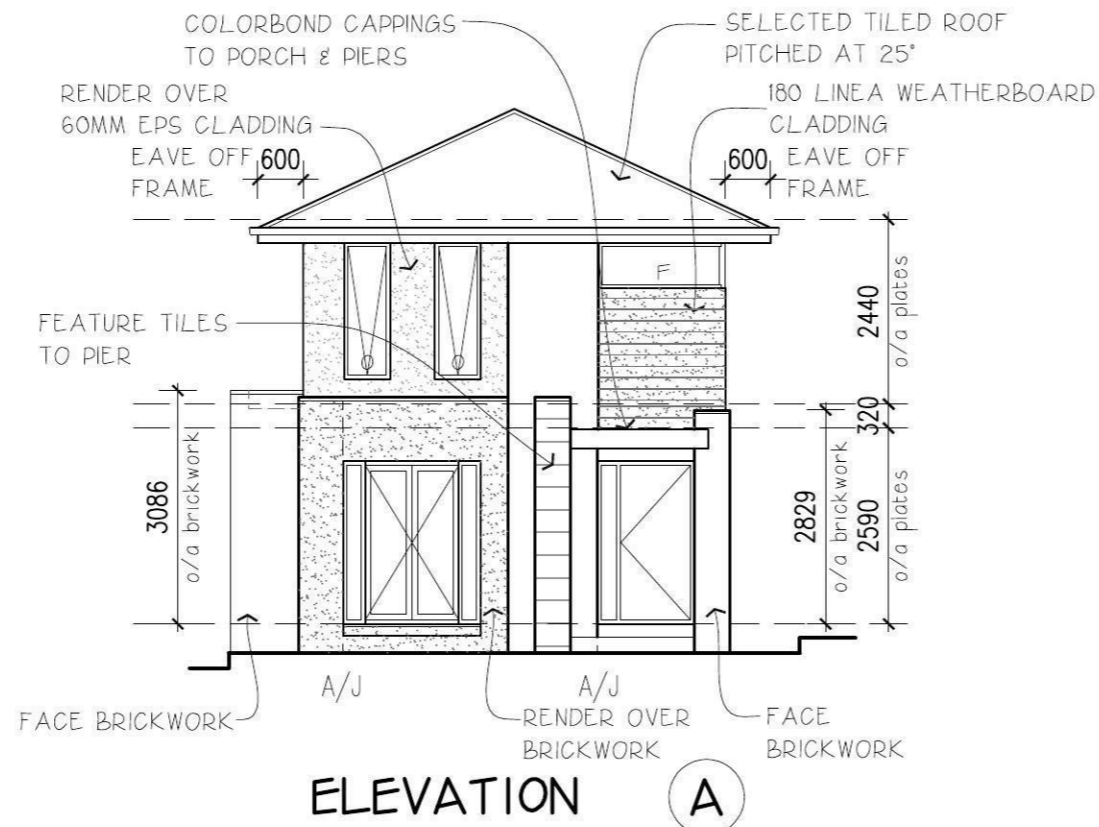 COLORBOND CAPPINGS
TO PORCH & PIERS
SELECTED TILED ROOF
PITCHED AT 25°
RENDER OVER
60MM EPS CLADDING
180 LINEA WEATHERBOARD
CLADDING
EAVE OFF
FRAME
600
600
EAVE OFF
FRAME
F
2440
o/a plates
FEATURE TILES
TO PIER
320
3086
o/a brickwork
2829
o/a brickwork
2590
o/a plates
A/J
A/J
FACE BRICKWORK
RENDER OVER
BRICKWORK
FACE
BRICKWORK
ELEVATION
A